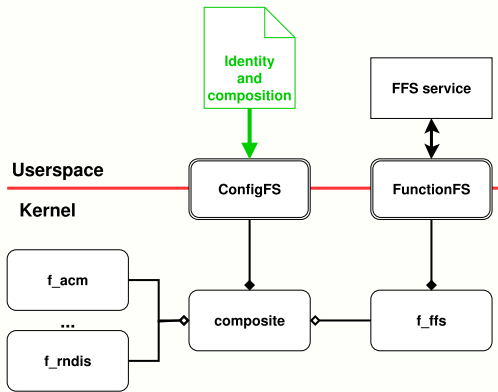 Identity
and
composition
FFS service
Userspace
ConfigFS
FunctionFS
Kernel
f_acm
...
f_rndis
composite
f_ffs